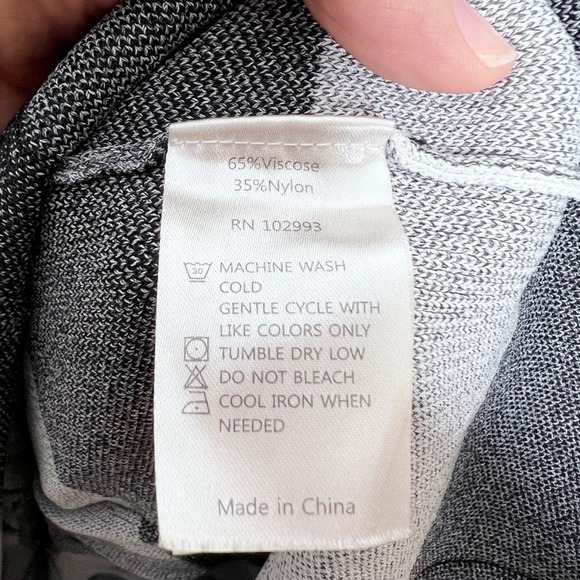 65%Viscose
35%Nylon
RN 102993
30 MACHINE WASH
COLD
GENTLE CYCLE WITH
LIKE COLORS ONLY
TUMBLE DRY LOW
DO NOT BLEACH
COOL IRON WHEN
NEEDED
Made in China